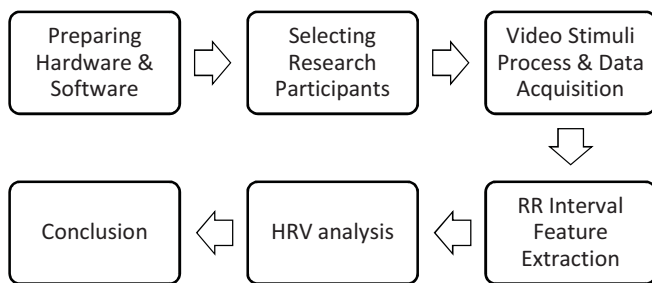 Preparing
Hardware &
Software
Selecting
Research
Participants
Video Stimuli
Process & Data
Acquisition
RR Interval
Feature
Extraction
HRV analysis
Conclusion